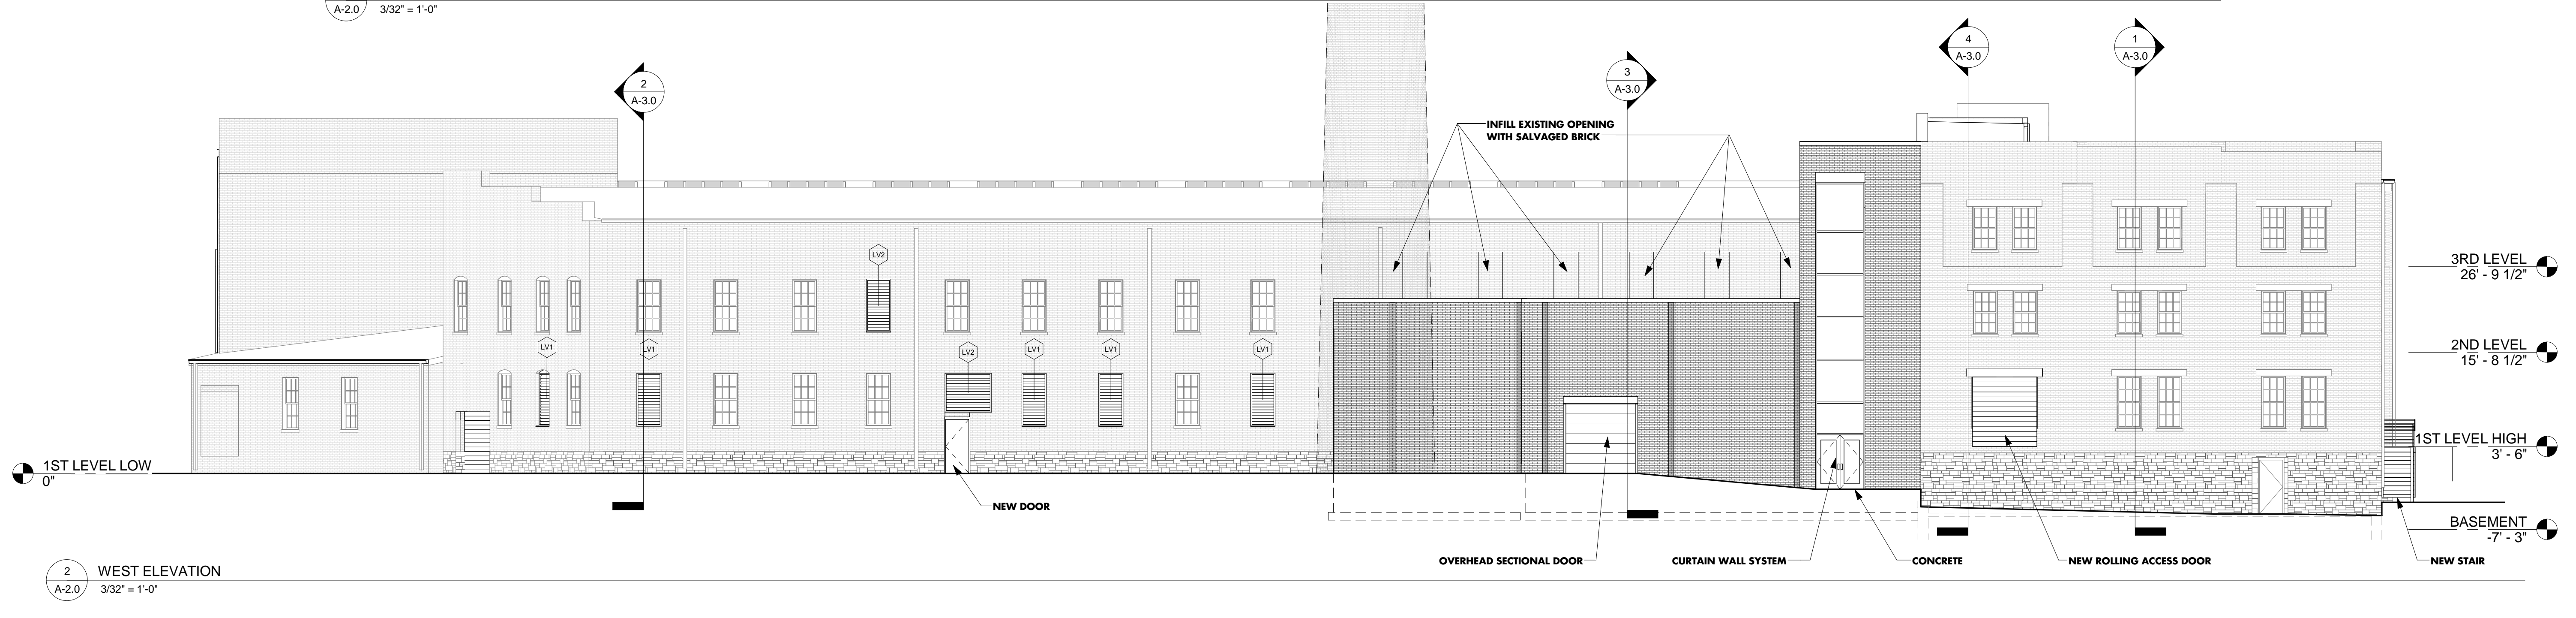 A-2.0
3/32" = 1'-0"
2
A-3.0
3
A-3.0
4
A-3.0
1
A-3.0
INFILL EXISTING OPENING
WITH SALVAGED BRICK
LV2
LV1
LV1
LV2
LV1
LV1
LV1
3RD LEVEL
26' - 9 1/2"
2ND LEVEL
15' - 8 1/2"
1ST LEVEL HIGH
3' - 6"
1ST LEVEL LOW
0"
NEW DOOR
BASEMENT
-7' - 3"
OVERHEAD SECTIONAL DOOR
CURTAIN WALL SYSTEM
CONCRETE
NEW ROLLING ACCESS DOOR
NEW STAIR
2
A-2.0
WEST ELEVATION
3/32" = 1'-0"